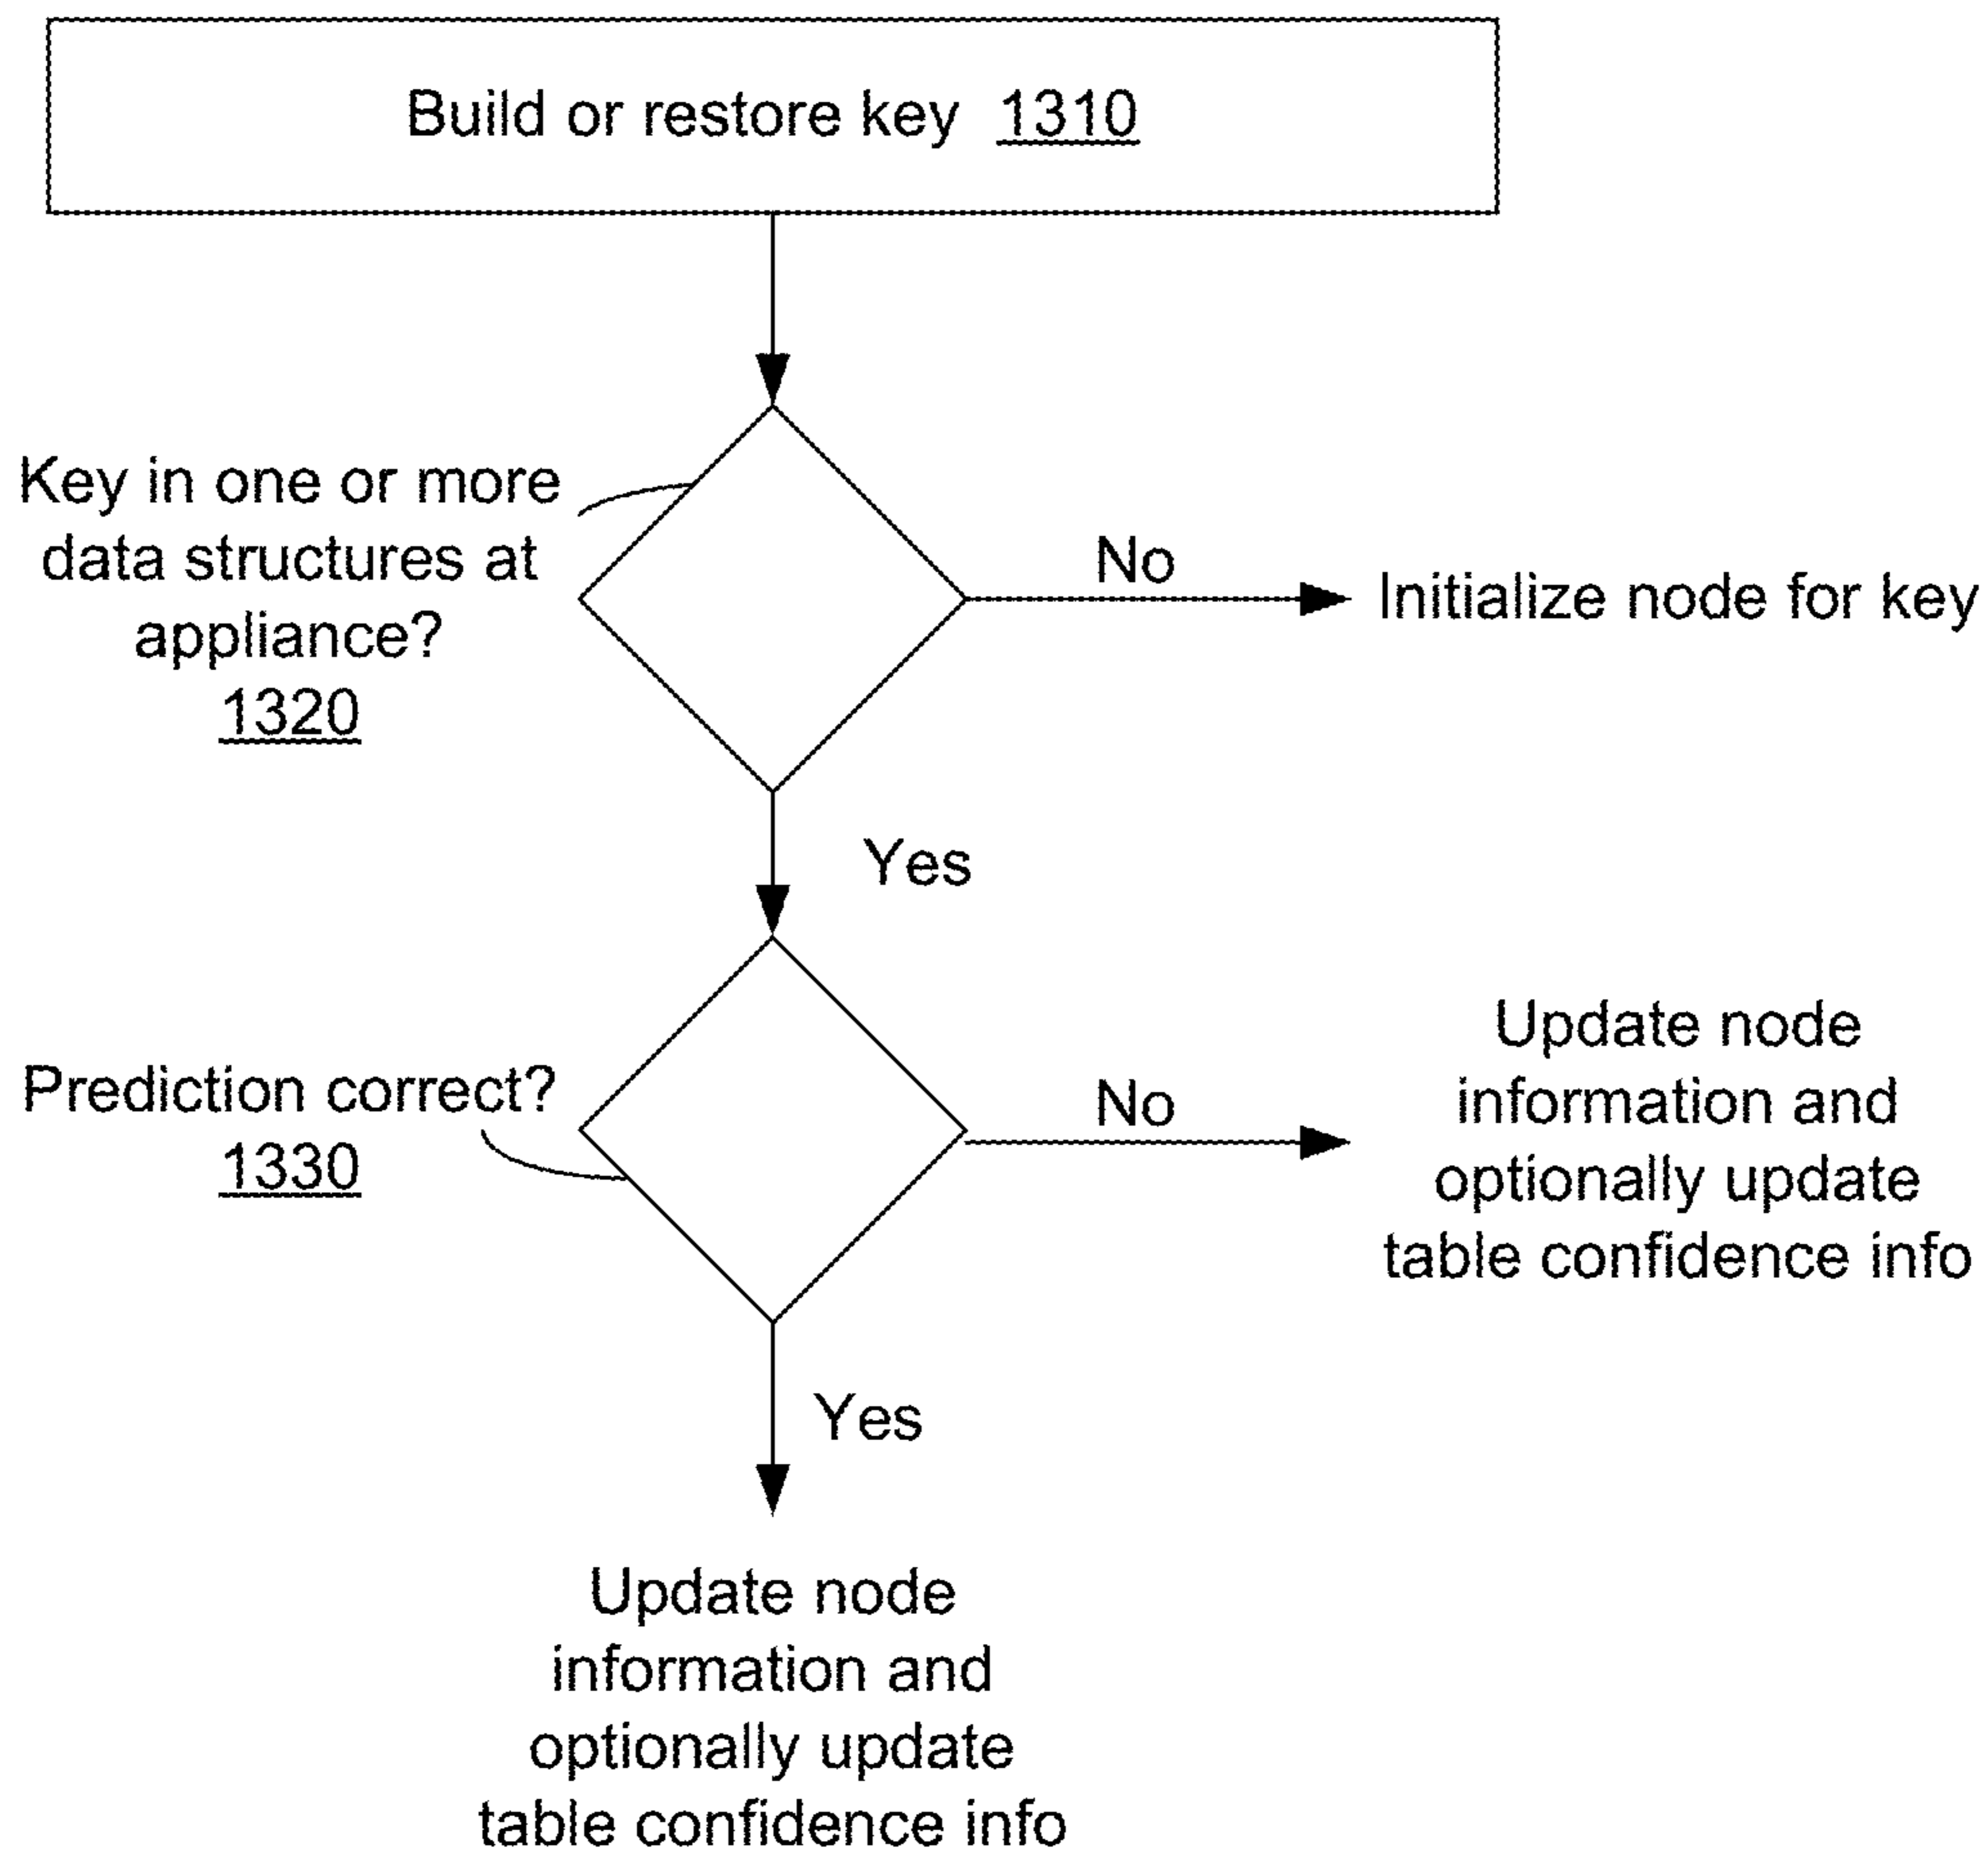 Build or restore key 1310
Key in one or more
data structures at
appliance?
1320
No
Initialize node for key
Yes
Prediction correct?
1330
No
Update node
information and
optionally update
table confidence info
Yes
Update node
information and
optionally update
table confidence info